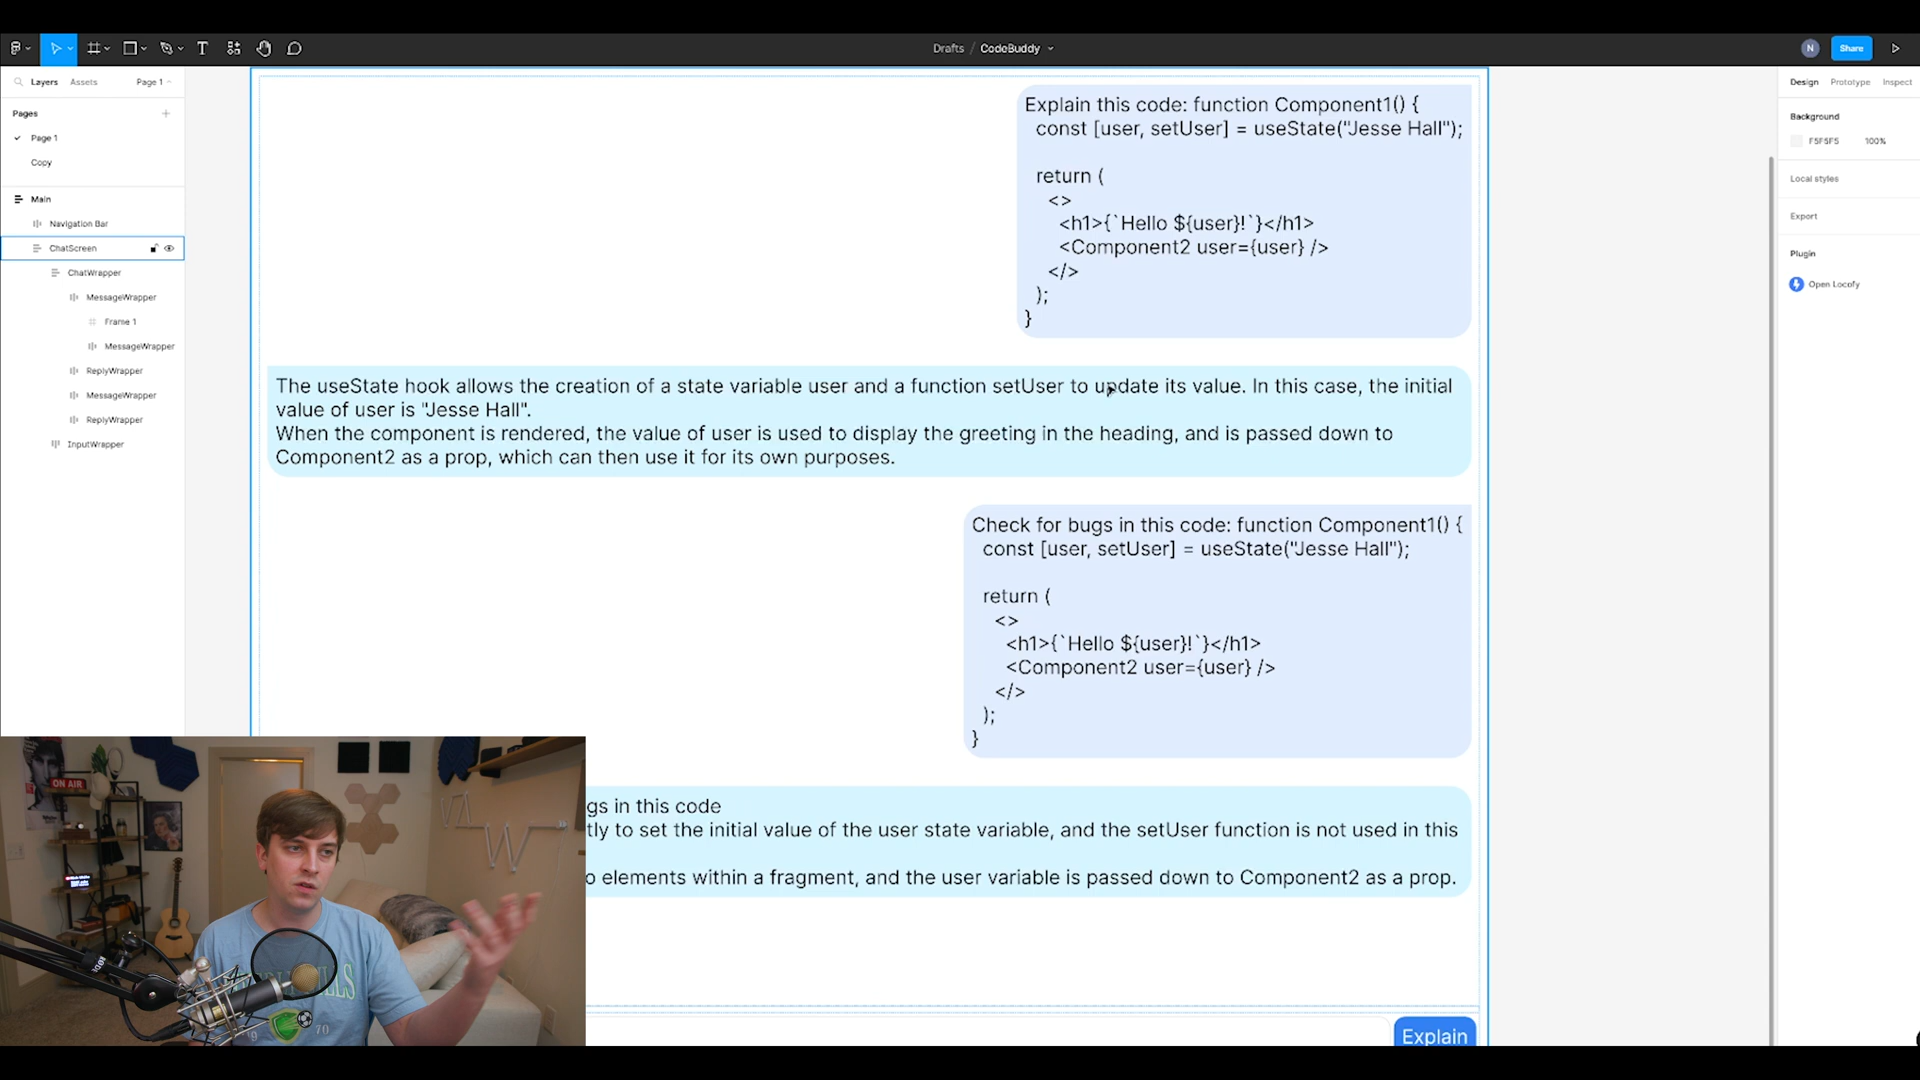 Drafts / CodeBuddy
N
Share
Layers
Assets
Page 1
Pages
Page 1
Copy
Main
Navigation Bar
ChatScreen
ChatWrapper
MessageWrapper
Frame 1
MessageWrapper
ReplyWrapper
MessageWrapper
ReplyWrapper
InputWrapper
Explain this code: function Component1() {
const [user, setUser] = useState("Jesse Hall");
return (
<>
<h1>{`Hello ${user}!`}</h1>
<Component2 user={user} />
</>
);
}
The useState hook allows the creation of a state variable user and a function setUser to update its value. In this case, the initial
value of user is "Jesse Hall".
When the component is rendered, the value of user is used to display the greeting in the heading, and is passed down to
Component2 as a prop, which can then use it for its own purposes.
Check for bugs in this code: function Component1() {
const [user, setUser] = useState("Jesse Hall");
return (
<>
<h1>{`Hello ${user}!`}</h1>
<Component2 user={user} />
</>
);
}
gs in this code
tly to set the initial value of the user state variable, and the setUser function is not used in this
o elements within a fragment, and the user variable is passed down to Component2 as a prop.
Explain
Design
Prototype
Inspect
Background
F5F5F5 100%
Local styles
Export
Plugin
Open Locofy
ON AIR
RODE
70